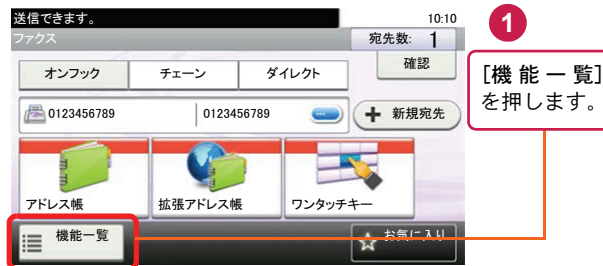 送信できます。 10:10
ファクス 宛先数: 1
オンフック チェーン ダイレクト 確認
0123456789 0123456789 新規宛先
アドレス帳 拡張アドレス帳 ワンタッチキー
機能一覧 お気に入り
1
[機能一覧]
を押します。